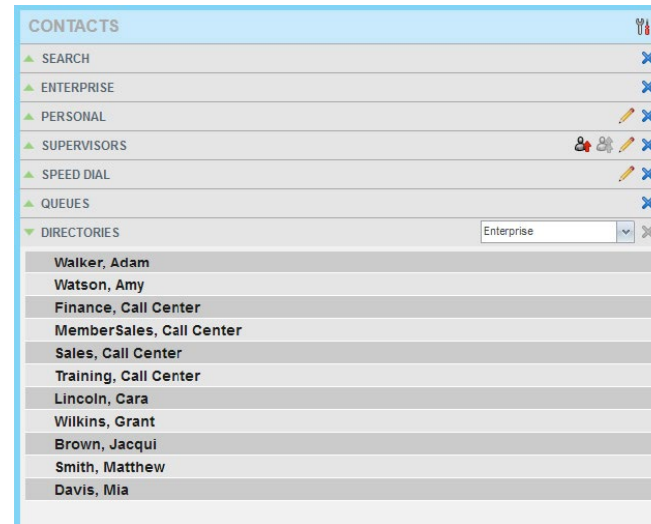 CONTACTS
SEARCH
ENTERPRISE
PERSONAL
SUPERVISORS
SPEED DIAL
QUEUES
DIRECTORIES Enterprise
Walker, Adam
Watson, Amy
Finance, Call Center
MemberSales, Call Center
Sales, Call Center
Training, Call Center
Lincoln, Cara
Wilkins, Grant
Brown, Jacqui
Smith, Matthew
Davis, Mia